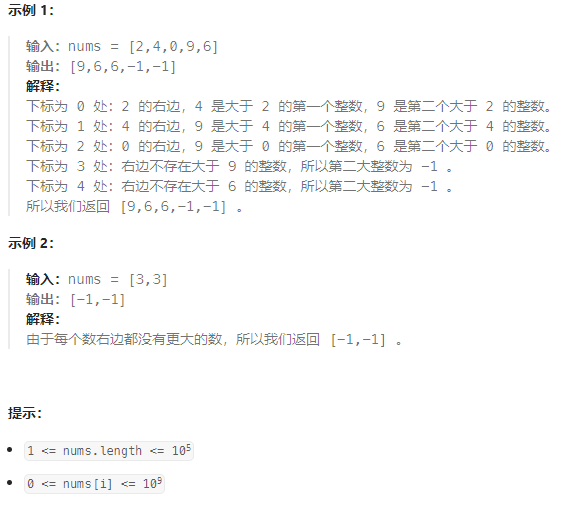 示例 1：
输入：nums = [2,4,0,9,6]
输出：[9,6,6,-1,-1]
解释：
下标为 0 处：2 的右边，4 是大于 2 的第一个整数，9 是第二个大于 2 的整数。
下标为 1 处：4 的右边，9 是大于 4 的第一个整数，6 是第二个大于 4 的整数。
下标为 2 处：0 的右边，9 是大于 0 的第一个整数，6 是第二个大于 0 的整数。
下标为 3 处：右边不存在大于 9 的整数，所以第二大整数为 -1 。
下标为 4 处：右边不存在大于 6 的整数，所以第二大整数为 -1 。
所以我们返回 [9,6,6,-1,-1] 。
示例 2：
输入：nums = [3,3]
输出：[-1,-1]
解释：
由于每个数右边都没有更大的数，所以我们返回 [-1,-1] 。
提示：
1 <= nums.length <= 10⁵
0 <= nums[i] <= 10⁹